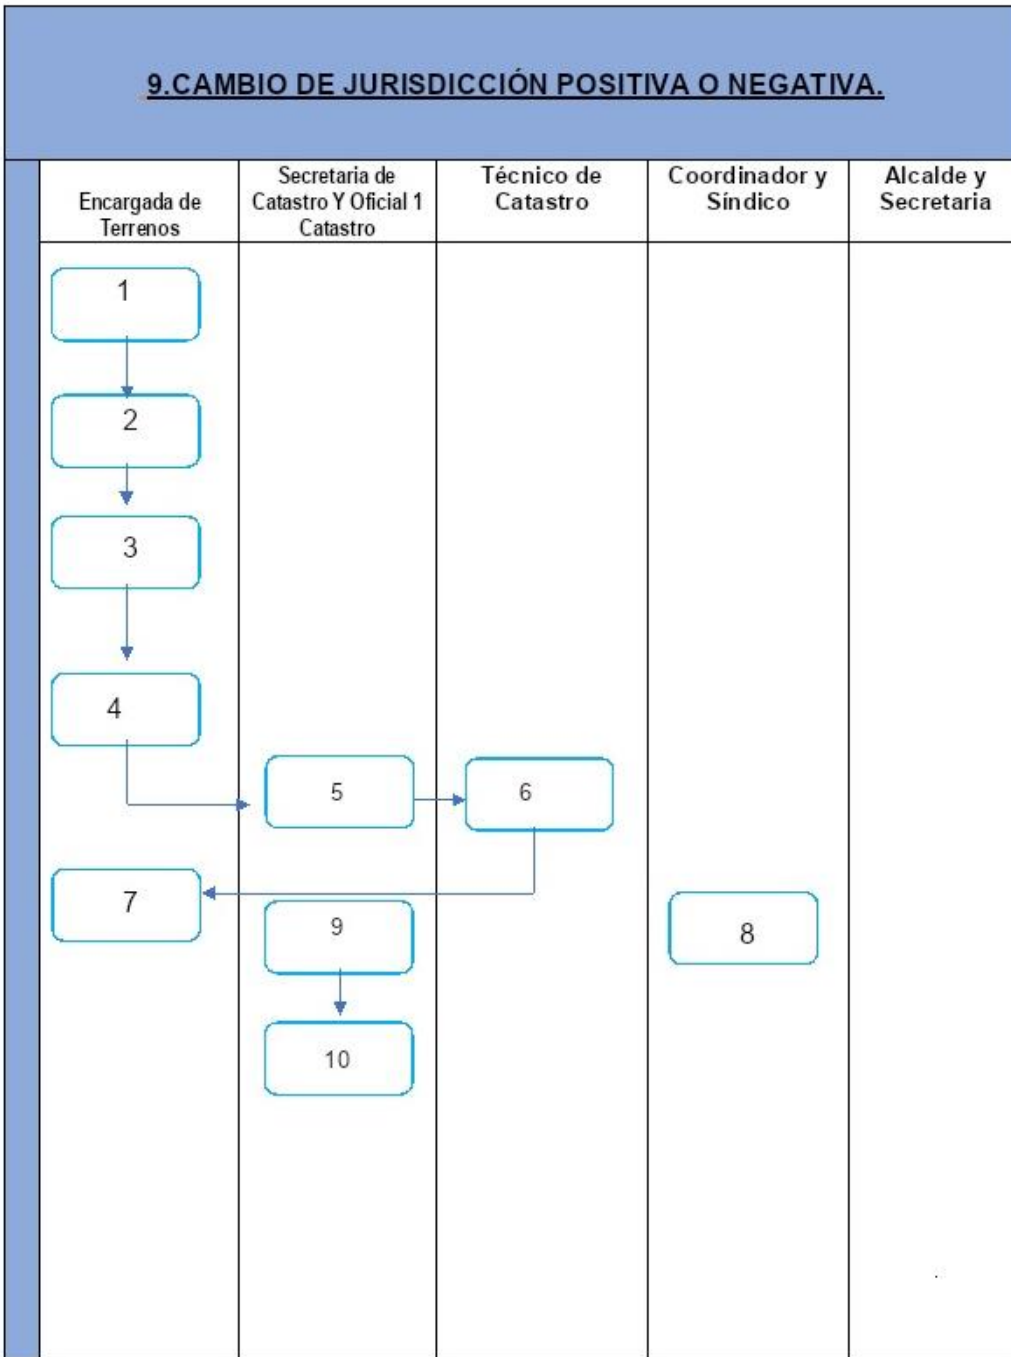 9.CAMBIO DE JURISDICCIÓN POSITIVA O NEGATIVA.
Encargada de
Terrenos
Secretaria de
Catastro Y Oficial 1
Catastro
Técnico de
Catastro
Coordinador y
Síndico
Alcalde y
Secretaria
1
2
3
4
5
6
7
8
9
10